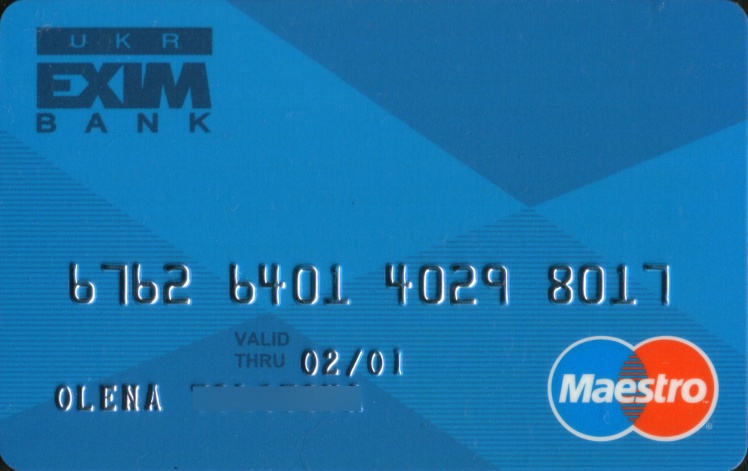 UKR
EXIM
BANK
6762 6401 4029 8017
VALID
THRU 02/01
OLENA
Maestro